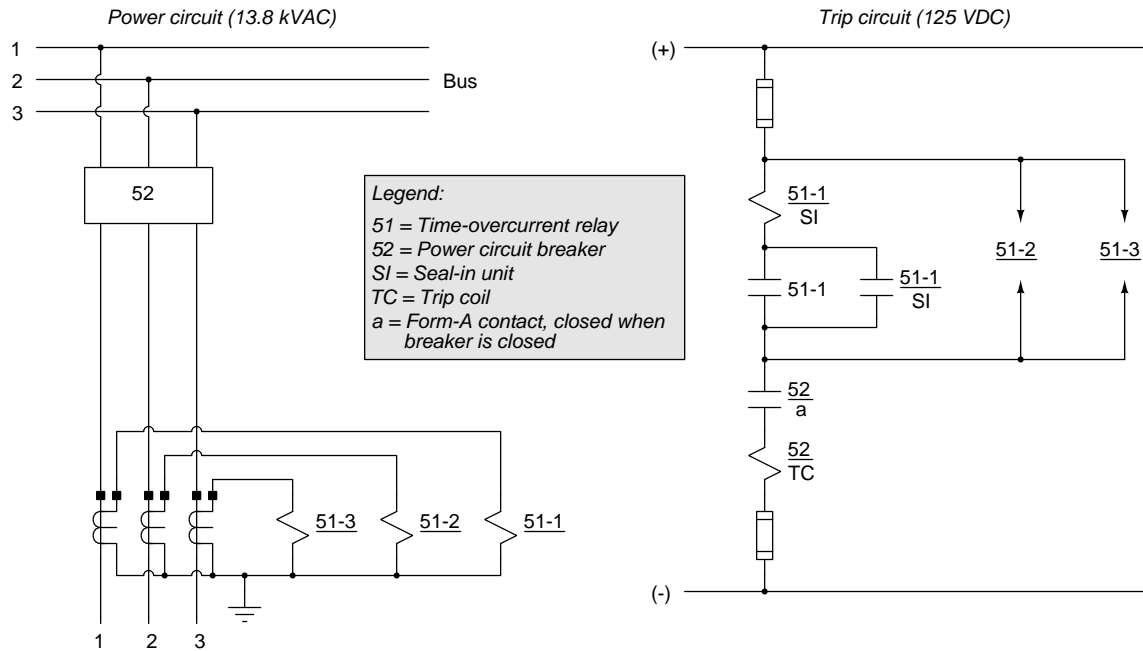 Power circuit (13.8 kVAC)
1
2
3
Bus
52
Legend:
51 = Time-overcurrent relay
52 = Power circuit breaker
SI = Seal-in unit
TC = Trip coil
a = Form-A contact, closed when
breaker is closed
51-3
51-2
51-1
1
2
3
Trip circuit (125 VDC)
(+)
51-1
SI
51-1
51-1
SI
51-2
51-3
52
a
52
TC
(-)